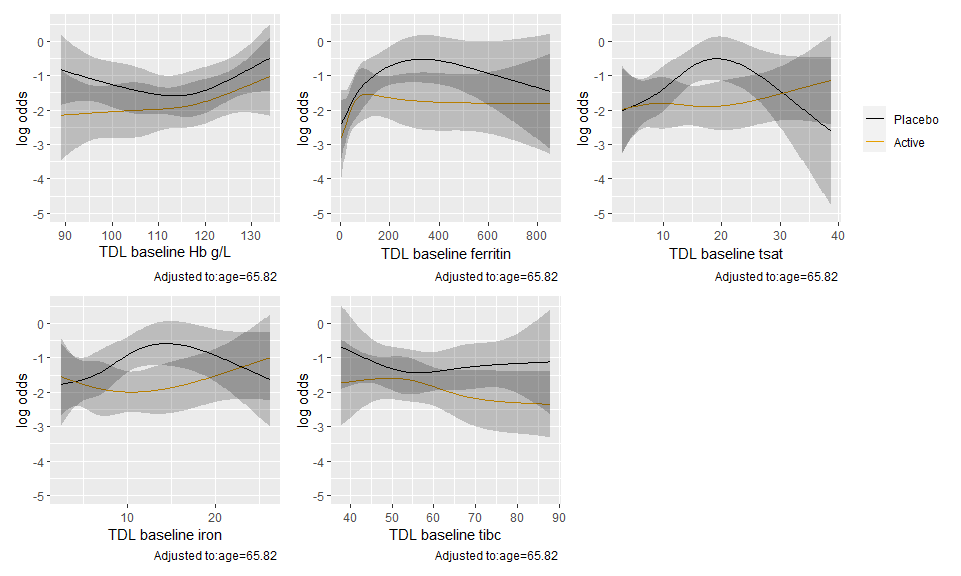 0
-1
-2
-3
-4
-5
log odds
90 100 110 120 130
TDL baseline Hb g/L
Adjusted to:age=65.82
0
-1
-2
-3
-4
-5
log odds
0 200 400 600 800
TDL baseline ferritin
Adjusted to:age=65.82
0
-1
-2
-3
-4
-5
log odds
10 20 30 40
TDL baseline tsat
Adjusted to:age=65.82
Placebo
Active
0
-1
-2
-3
-4
-5
log odds
10 20
TDL baseline iron
Adjusted to:age=65.82
0
-1
-2
-3
-4
-5
log odds
40 50 60 70 80 90
TDL baseline tibc
Adjusted to:age=65.82